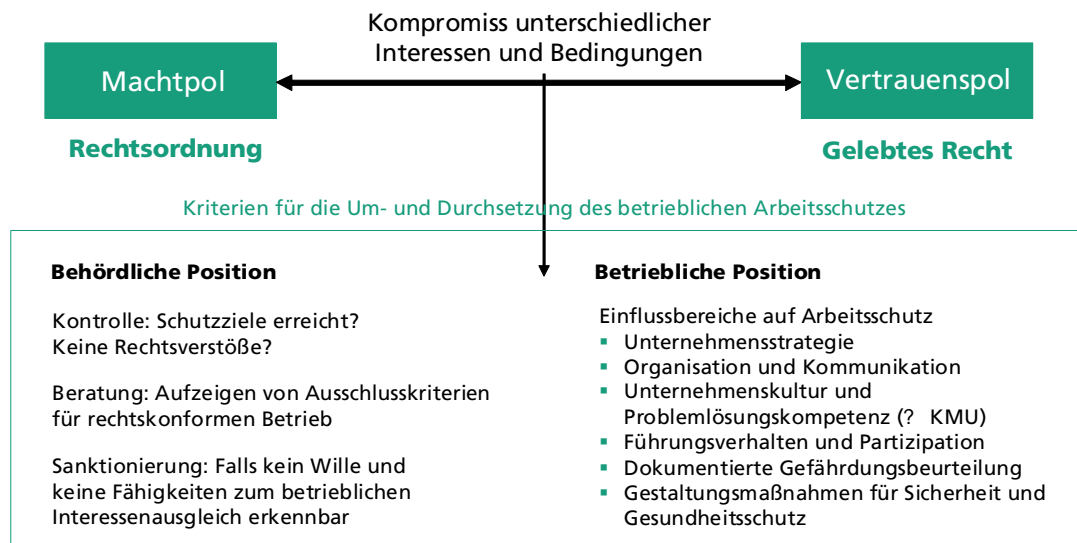 Kompromiss unterschiedlicher
Interessen und Bedingungen
Machtpol
Vertrauenspol
Rechtsordnung
Gelebtes Recht
Kriterien für die Um- und Durchsetzung des betrieblichen Arbeitsschutzes
Behördliche Position
Kontrolle: Schutzziele erreicht?
Keine Rechtsverstöße?
Beratung: Aufzeigen von Ausschlusskriterien
für rechtskonformen Betrieb
Sanktionierung: Falls kein Wille und
keine Fähigkeiten zum betrieblichen
Interessenausgleich erkennbar
Betriebliche Position
Einflussbereiche auf Arbeitsschutz
▪ Unternehmensstrategie
▪ Organisation und Kommunikation
▪ Unternehmenskultur und
Problemlösungskompetenz (? KMU)
▪ Führungsverhalten und Partizipation
▪ Dokumentierte Gefährdungsbeurteilung
▪ Gestaltungsmaßnahmen für Sicherheit und
Gesundheitsschutz